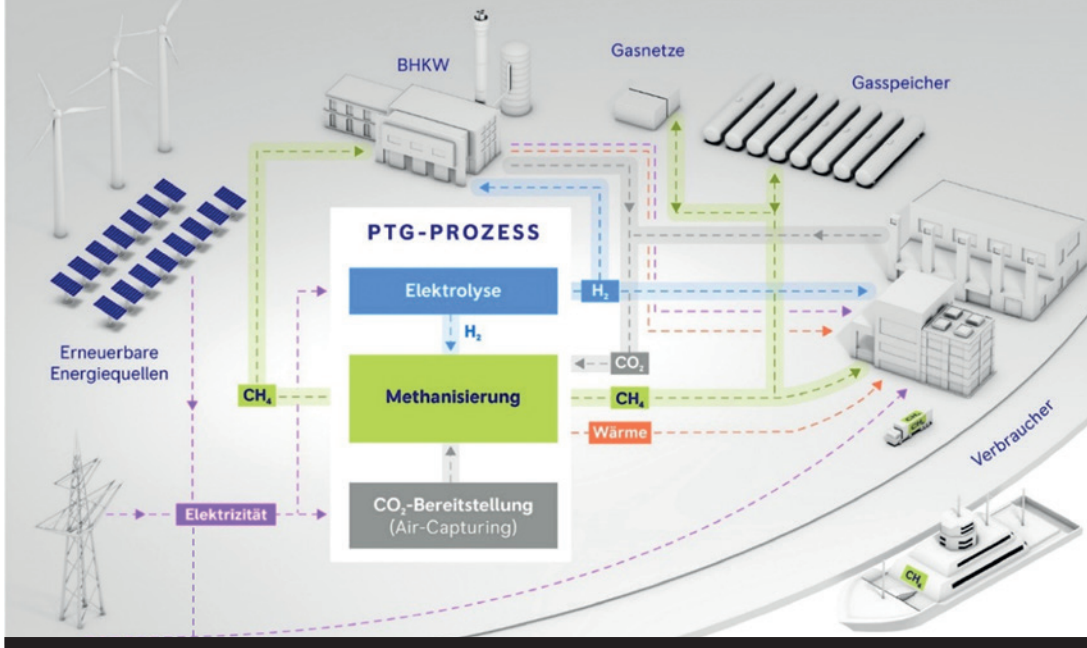 BHKW
Gasnetze
Gasspeicher
PTG-PROZESS
Elektrolyse
H₂
H₂
Erneuerbare
Energiequellen
CO₂
CH₄
Methanisierung
CH₄
Wärme
CH₄
Verbraucher
Elektrizität
CO₂-Bereitstellung
(Air-Capturing)
CH₄